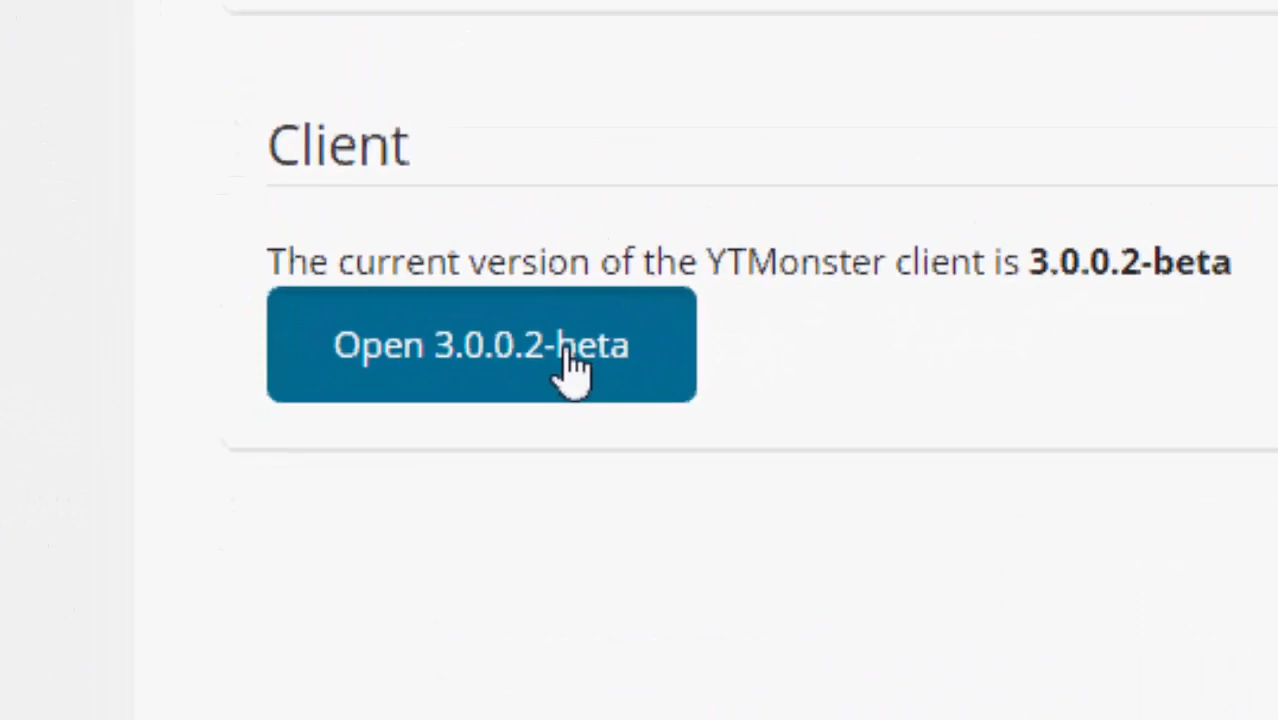 Client
The current version of the YTMonster client is 3.0.0.2-beta
Open 3.0.0.2-beta